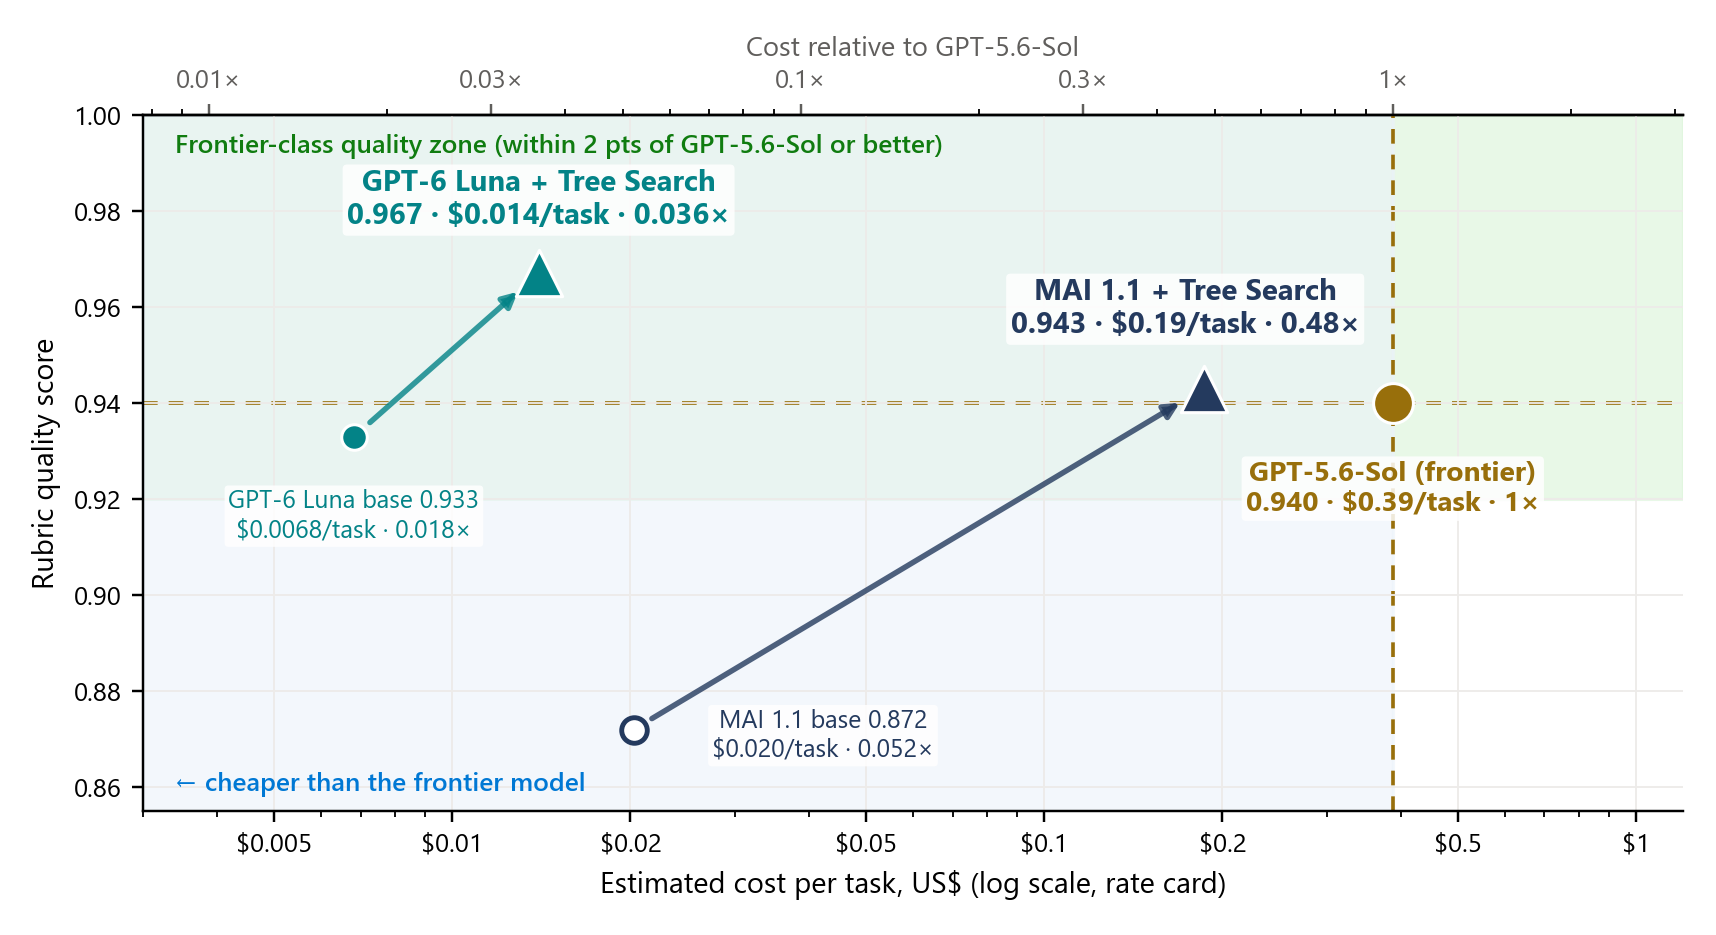 Cost relative to GPT-5.6-Sol
0.01× 0.03× 0.1× 0.3× 1×
1.00
Frontier-class quality zone (within 2 pts of GPT-5.6-Sol or better)
GPT-6 Luna + Tree Search
0.967 · $0.014/task · 0.036×
0.98
MAI 1.1 + Tree Search
0.943 · $0.19/task · 0.48×
0.96
0.94
GPT-5.6-Sol (frontier)
0.940 · $0.39/task · 1×
GPT-6 Luna base 0.933
$0.0068/task · 0.018×
0.92
Rubric quality score
0.90
0.88
MAI 1.1 base 0.872
$0.020/task · 0.052×
← cheaper than the frontier model
0.86
$0.005 $0.01 $0.02 $0.05 $0.1 $0.2 $0.5 $1
Estimated cost per task, US$ (log scale, rate card)